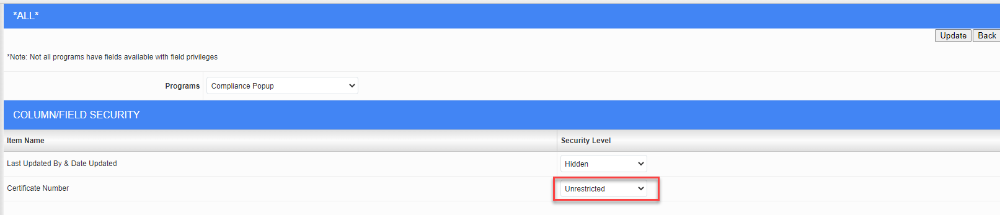 *ALL*
Update Back
*Note: Not all programs have fields available with field privileges
Programs Compliance Popup
COLUMN/FIELD SECURITY
Item Name Security Level
Last Updated By & Date Updated Hidden
Certificate Number Unrestricted